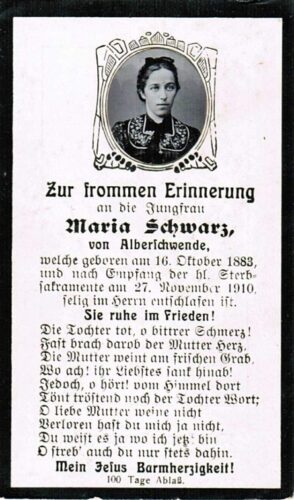 Zur frommen Erinnerung
an die Jungfrau
Maria Schwarz,
von Alberschwende,
welche geboren am 16. Oktober 1883,
und nach Empfang der hl. Sterb-
sakramente am 27. November 1910,
selig im Herrn entschlafen ist.
Sie ruhe im Frieden!
Die Tochter tot, o bittrer Schmerz!
Fast brach darob der Mutter Herz.
Die Mutter weint am frischen Grab.
Wo ach! ihr Liebstes sank hinab!
Jedoch, o hört! vom Himmel dort
Tönt tröstend noch der Tochter Wort;
O liebe Mutter weine nicht
Verloren hast du mich ja nicht,
Du weißt es ja wo ich jetzt bin
O streb' auch du nur stets dahin.
Mein Jesus Barmherzigkeit!
100 Tage Ablaß.